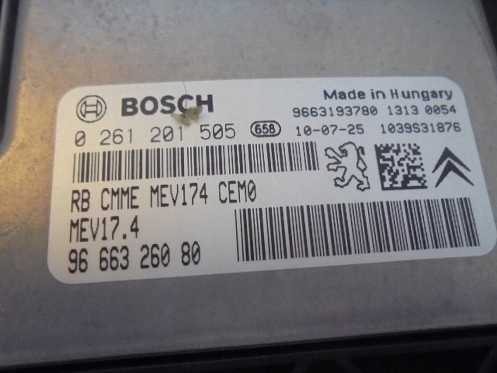 BOSCH
Made in Hungary
9663193780 1313 0054
0 261 201 505 658 10-07-25 1039S31876
RB CMME MEV174 CEM0
MEV17.4
96 663 260 80